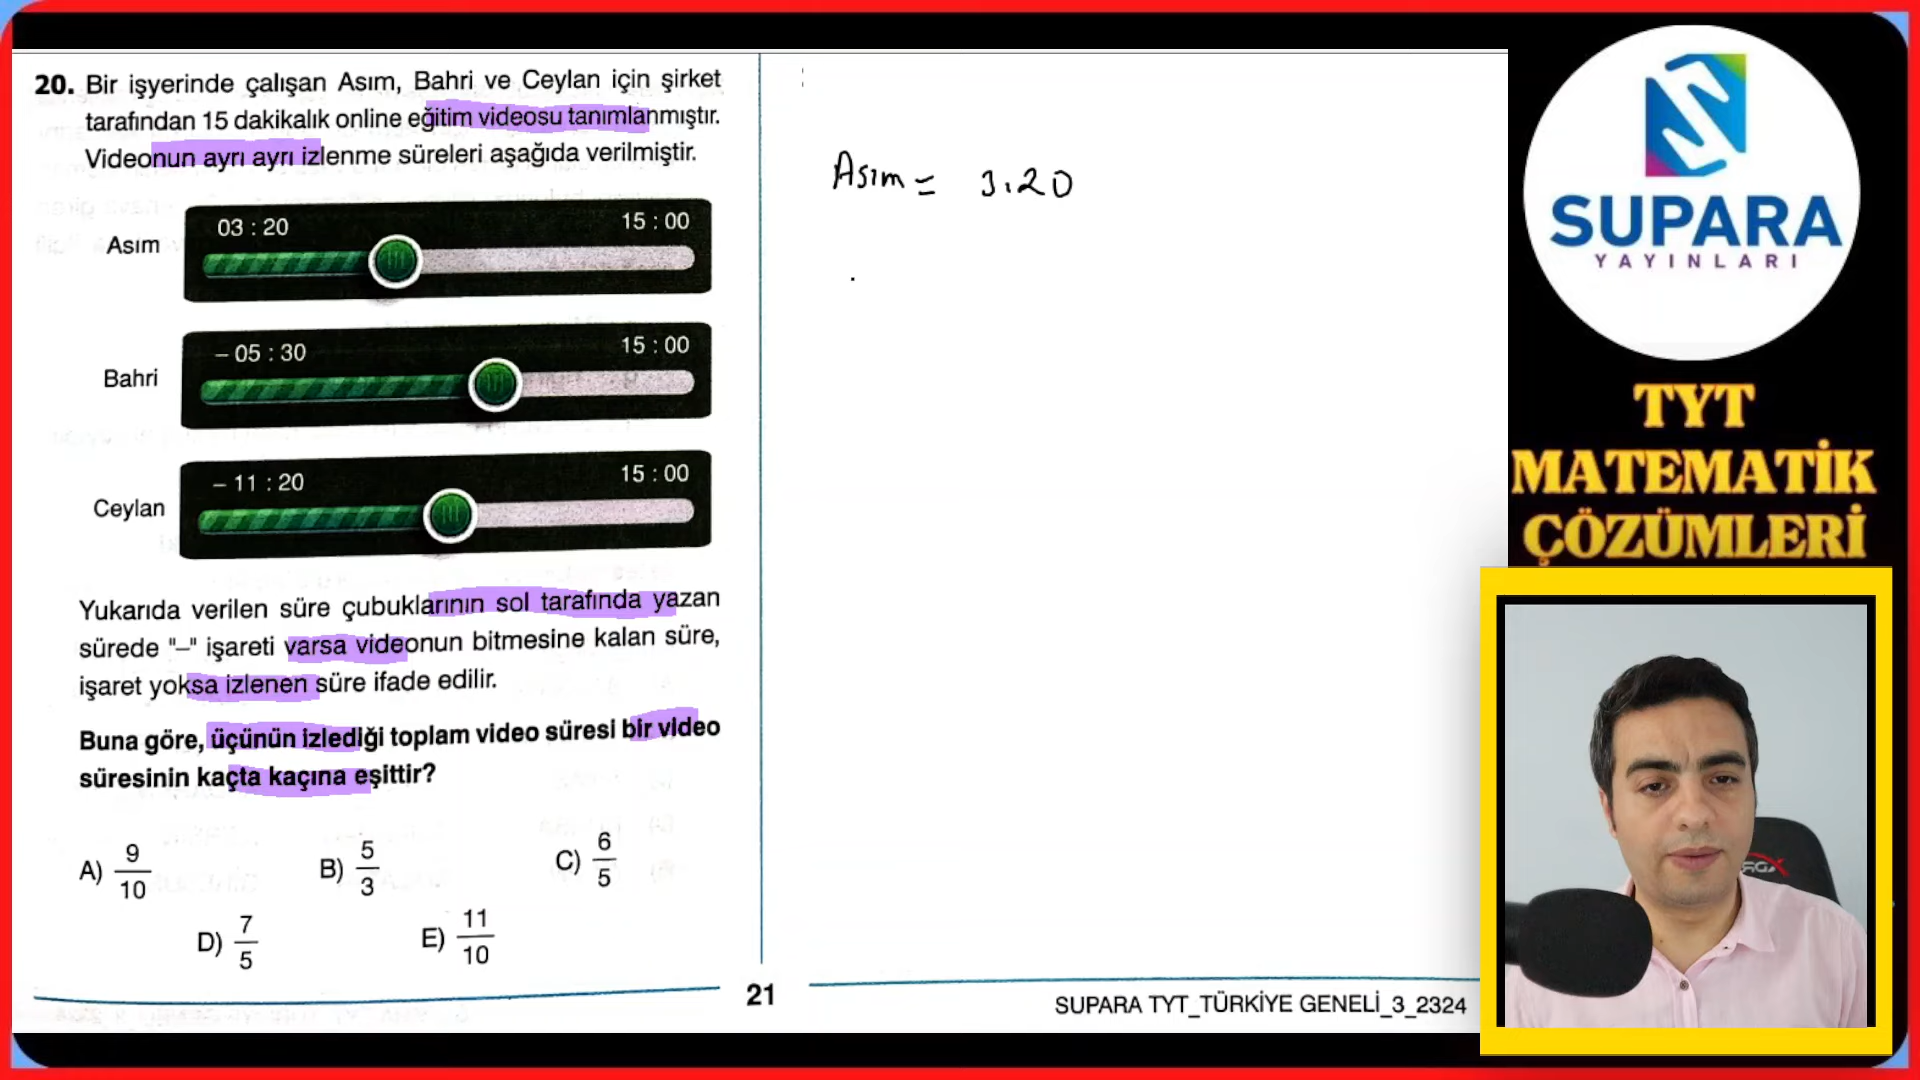 20. Bir işyerinde çalışan Asım, Bahri ve Ceylan için şirket
tarafından 15 dakikalık online eğitim videosu tanımlanmıştır.
Videonun ayrı ayrı izlenme süreleri aşağıda verilmiştir.
Asım
03 : 20
15 : 00
Bahri
– 05 : 30
15 : 00
Ceylan
– 11 : 20
15 : 00
Yukarıda verilen süre çubuklarının sol tarafında yazan
sürede "–" işareti varsa videonun bitmesine kalan süre,
işaret yoksa izlenen süre ifade edilir.
Buna göre, üçünün izlediği toplam video süresi bir video
süresinin kaçta kaçına eşittir?
A) 9/10 B) 5/3 C) 6/5
D) 7/5 E) 11/10
21
SUPARA TYT_TÜRKİYE GENELİ_3_2324
Asım = 3.20
SUPARA
YAYINLARI
TYT
MATEMATİK
ÇÖZÜMLERİ